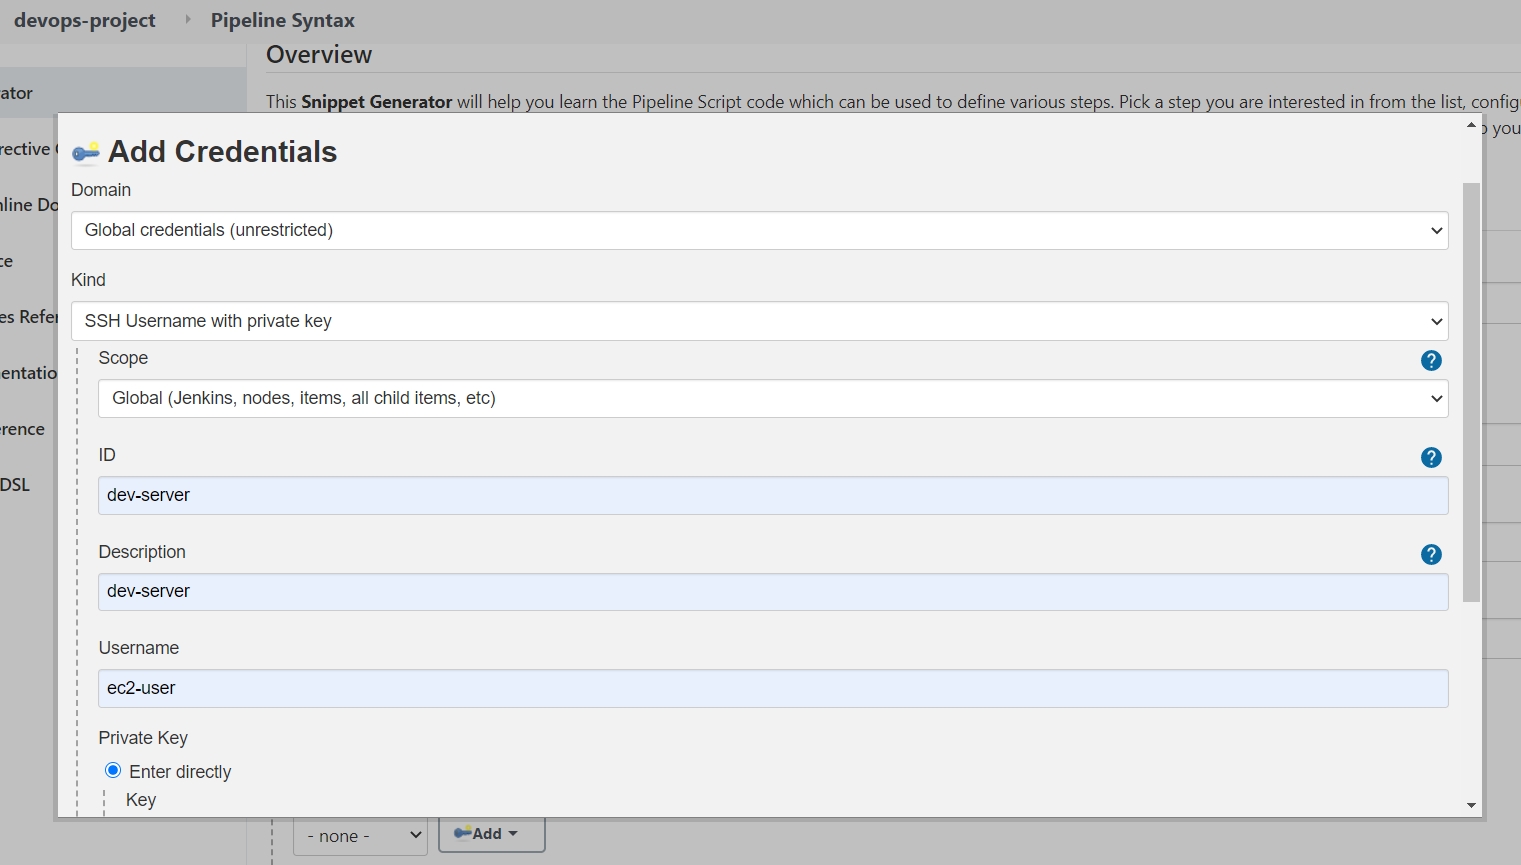 devops-project Pipeline Syntax
Overview
ator
This Snippet Generator will help you learn the Pipeline Script code which can be used to define various steps. Pick a step you are interested in from the list, config
you
rective
Add Credentials
Domain
nline Do
Global credentials (unrestricted)
ce
Kind
es Refer
SSH Username with private key
Scope
?
entatio
Global (Jenkins, nodes, items, all child items, etc)
erence
ID
?
DSL
dev-server
Description
?
dev-server
Username
ec2-user
Private Key
Enter directly
Key
- none -
Add